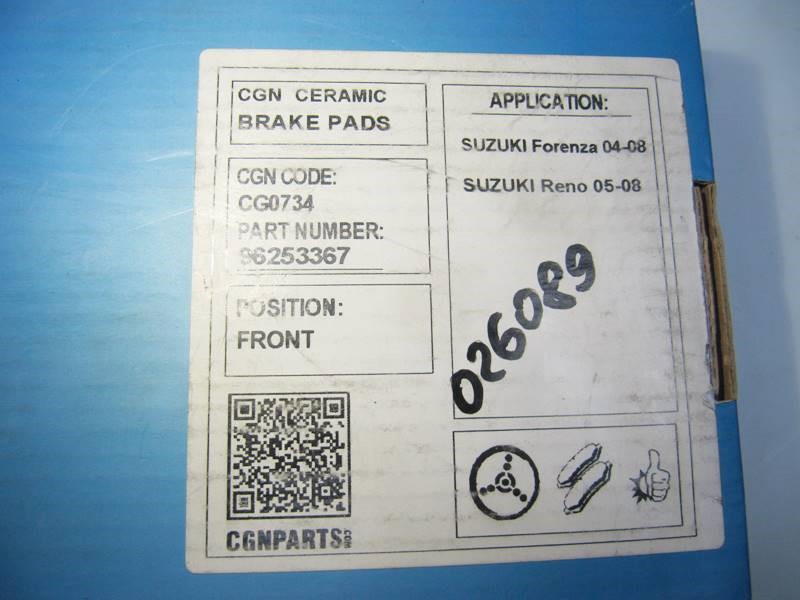 CGN CERAMIC
BRAKE PADS
CGN CODE:
CG0734
PART NUMBER:
96253367
POSITION:
FRONT
CGNPARTS.COM
APPLICATION:
SUZUKI Forenza 04-08
SUZUKI Reno 05-08
026089